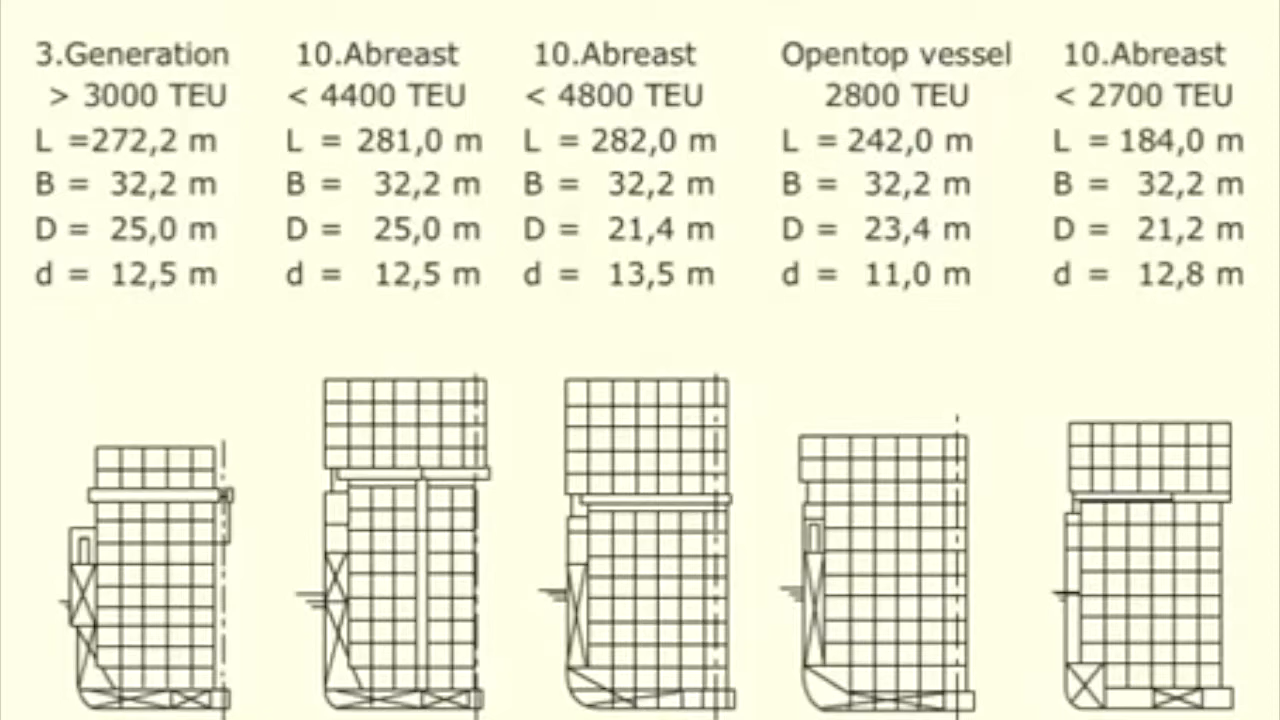 3.Generation
> 3000 TEU
L =272,2 m
B = 32,2 m
D = 25,0 m
d = 12,5 m
10.Abreast
< 4400 TEU
L = 281,0 m
B = 32,2 m
D = 25,0 m
d = 12,5 m
10.Abreast
< 4800 TEU
L = 282,0 m
B = 32,2 m
D = 21,4 m
d = 13,5 m
Opentop vessel
2800 TEU
L = 242,0 m
B = 32,2 m
D = 23,4 m
d = 11,0 m
10.Abreast
< 2700 TEU
L = 184,0 m
B = 32,2 m
D = 21,2 m
d = 12,8 m